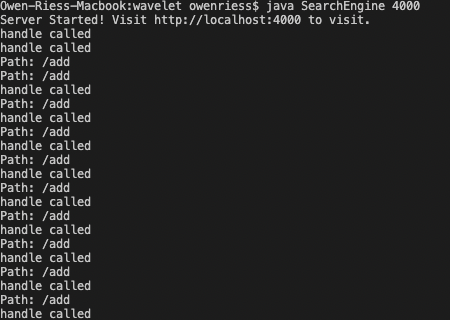 Owen-Riess-Macbook:wavelet owenriess$ java SearchEngine 4000
Server Started! Visit http://localhost:4000 to visit.
handle called
handle called
Path: /add
Path: /add
handle called
Path: /add
handle called
Path: /add
handle called
Path: /add
handle called
Path: /add
handle called
Path: /add
handle called
Path: /add
handle called
Path: /add
handle called
Path: /add
handle called